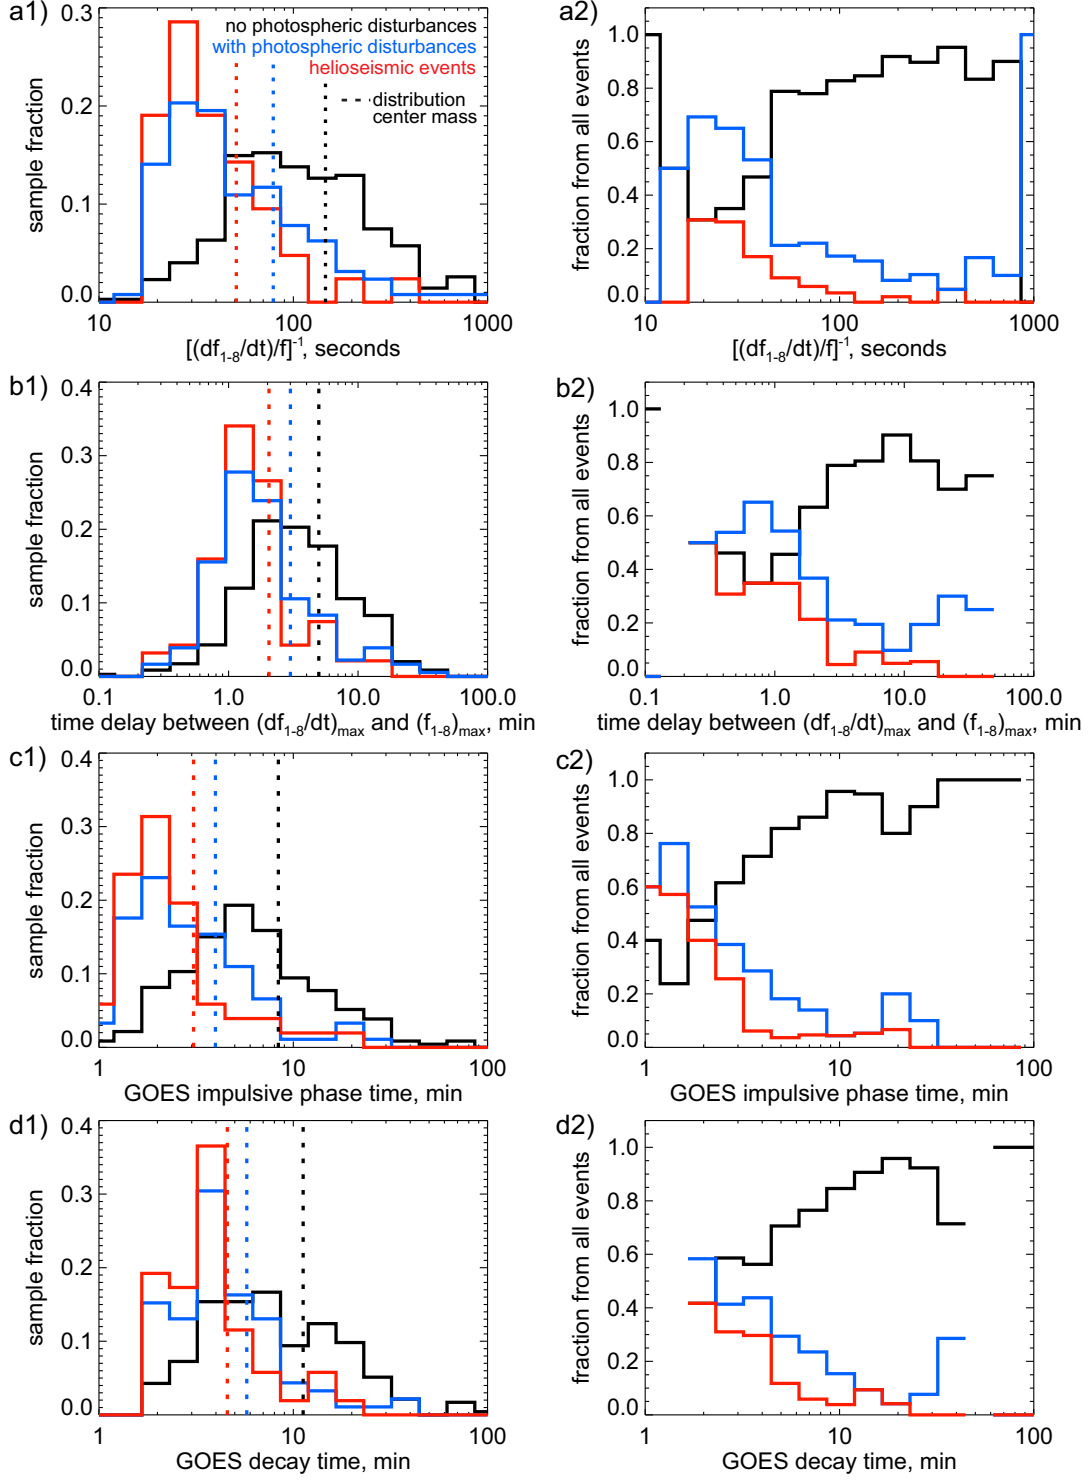 a1)
no photospheric disturbances
with photospheric disturbances
helioseismic events
distribution
center mass
sample fraction
0.3
0.2
0.1
0.0
10
100
1000
[(df1-8/dt)/f]-1, seconds
a2)
fraction from all events
1.0
0.8
0.6
0.4
0.2
0.0
10
100
1000
[(df1-8/dt)/f]-1, seconds
b1)
sample fraction
0.4
0.3
0.2
0.1
0.0
0.1
1.0
10.0
100.0
time delay between (df1-8/dt)max and (f1-8)max, min
b2)
fraction from all events
1.0
0.5
0.0
0.1
1.0
10.0
100.0
time delay between (df1-8/dt)max and (f1-8)max, min
c1)
sample fraction
0.4
0.3
0.2
0.1
0.0
1
10
100
GOES impulsive phase time, min
c2)
fraction from all events
1.0
0.8
0.6
0.4
0.2
0.0
1
10
100
GOES impulsive phase time, min
d1)
sample fraction
0.4
0.3
0.2
0.1
0.0
1
10
100
GOES decay time, min
d2)
fraction from all events
1.0
0.8
0.6
0.4
0.2
0.0
1
10
100
GOES decay time, min